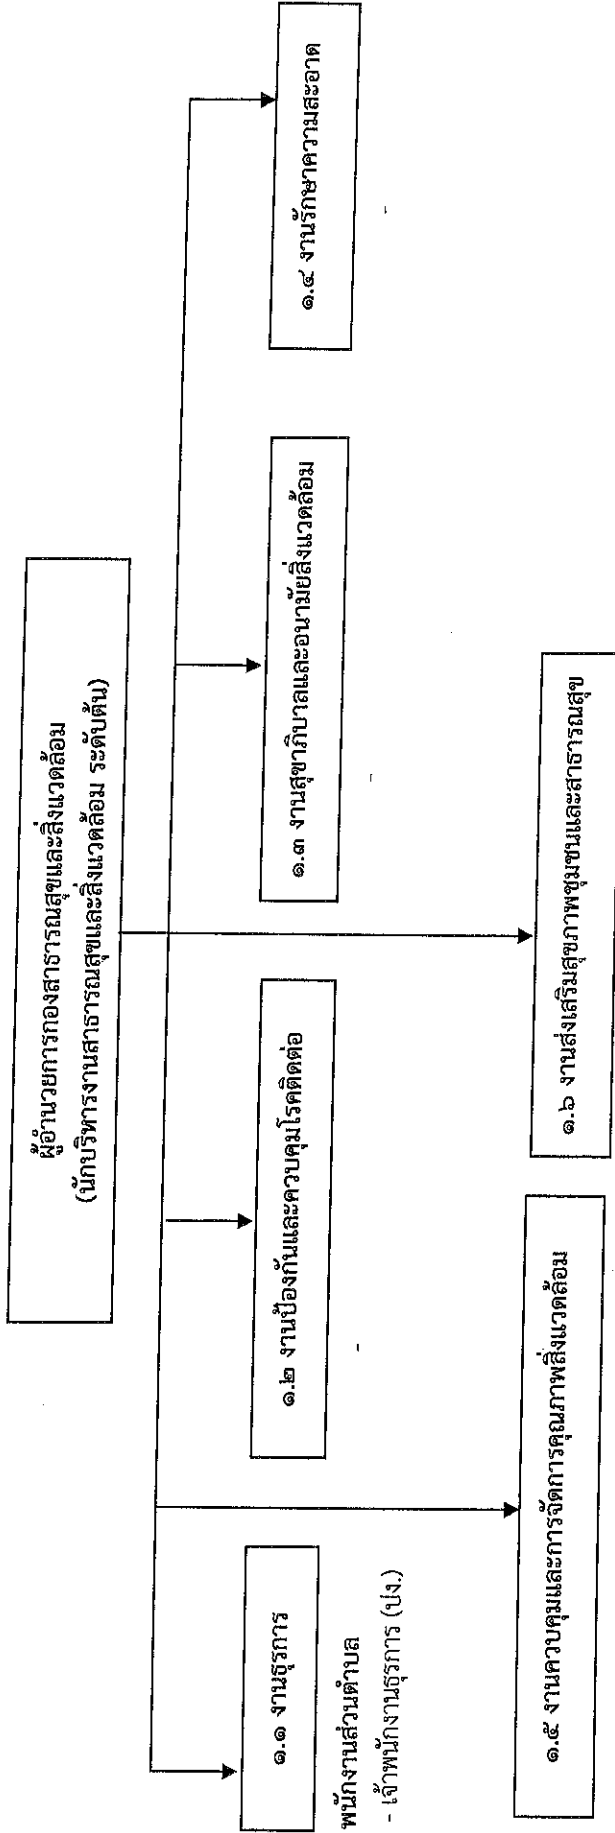 ผู้อำนวยการกองสาธารณสุขและสิ่งแวดล้อม
(นักบริหารงานสาธารณสุขและสิ่งแวดล้อม ระดับต้น)
๑.๑ งานธุรการ
พนักงานส่วนตำบล
- เจ้าพนักงานธุรการ (ปง.)
๑.๒ งานป้องกันและควบคุมโรคติดต่อ
-
๑.๓ งานสุขาภิบาลและอนามัยสิ่งแวดล้อม
-
๑.๔ งานรักษาความสะอาด
-
๑.๕ งานควบคุมและการจัดการคุณภาพสิ่งแวดล้อม
๑.๖ งานส่งเสริมสุขภาพชุมชนและสาธารณสุข